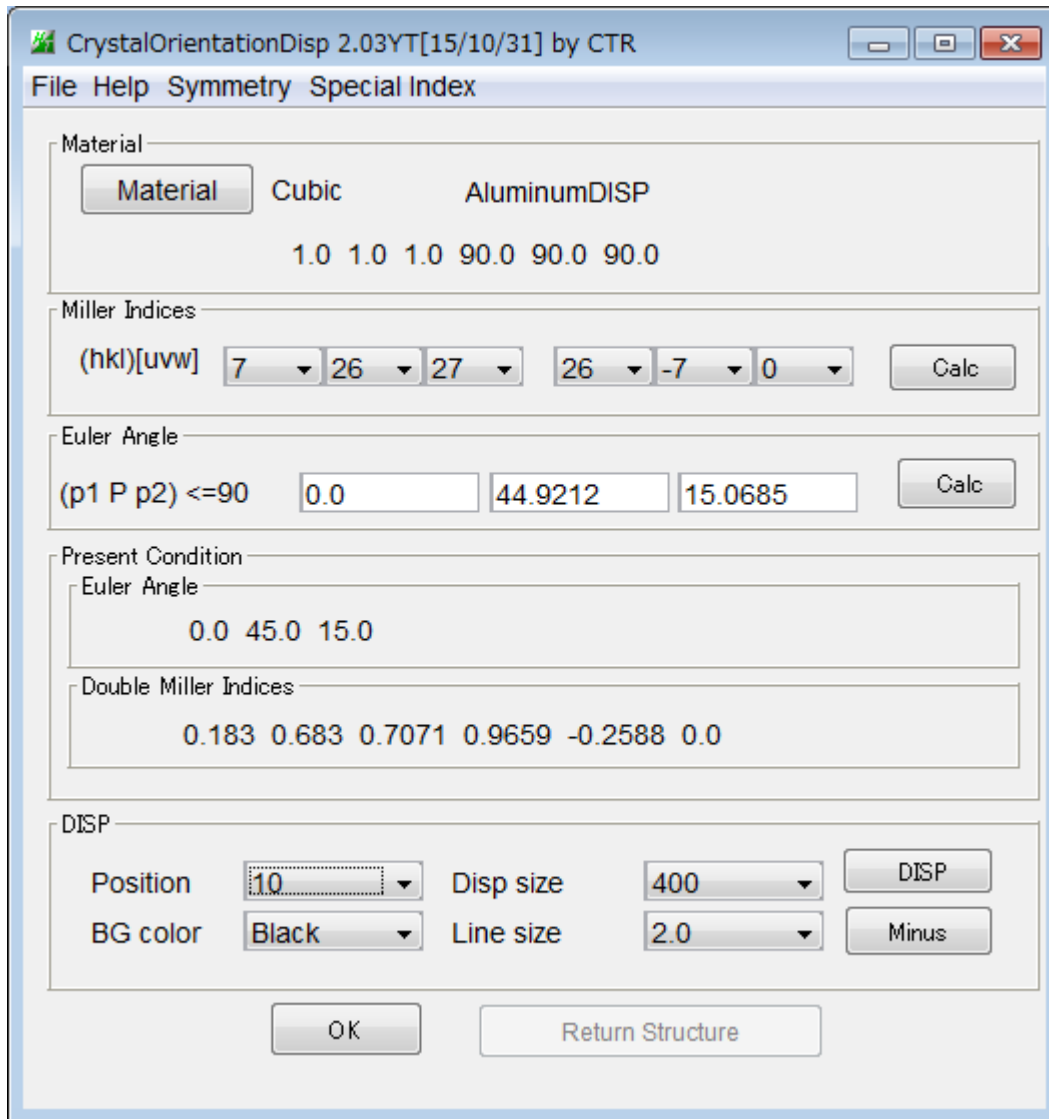 CrystalOrientationDisp 2.03YT[15/10/31] by CTR
File Help Symmetry Special Index
Material
Material Cubic AluminumDISP
1.0 1.0 1.0 90.0 90.0 90.0
Miller Indices
(hkl)[uvw] 7 26 27 26 -7 0 Calc
Euler Angle
(p1 P p2) <=90 0.0 44.9212 15.0685 Calc
Present Condition
Euler Angle
0.0 45.0 15.0
Double Miller Indices
0.183 0.683 0.7071 0.9659 -0.2588 0.0
DISP
Position 10 Disp size 400 DISP
BG color Black Line size 2.0 Minus
OK Return Structure